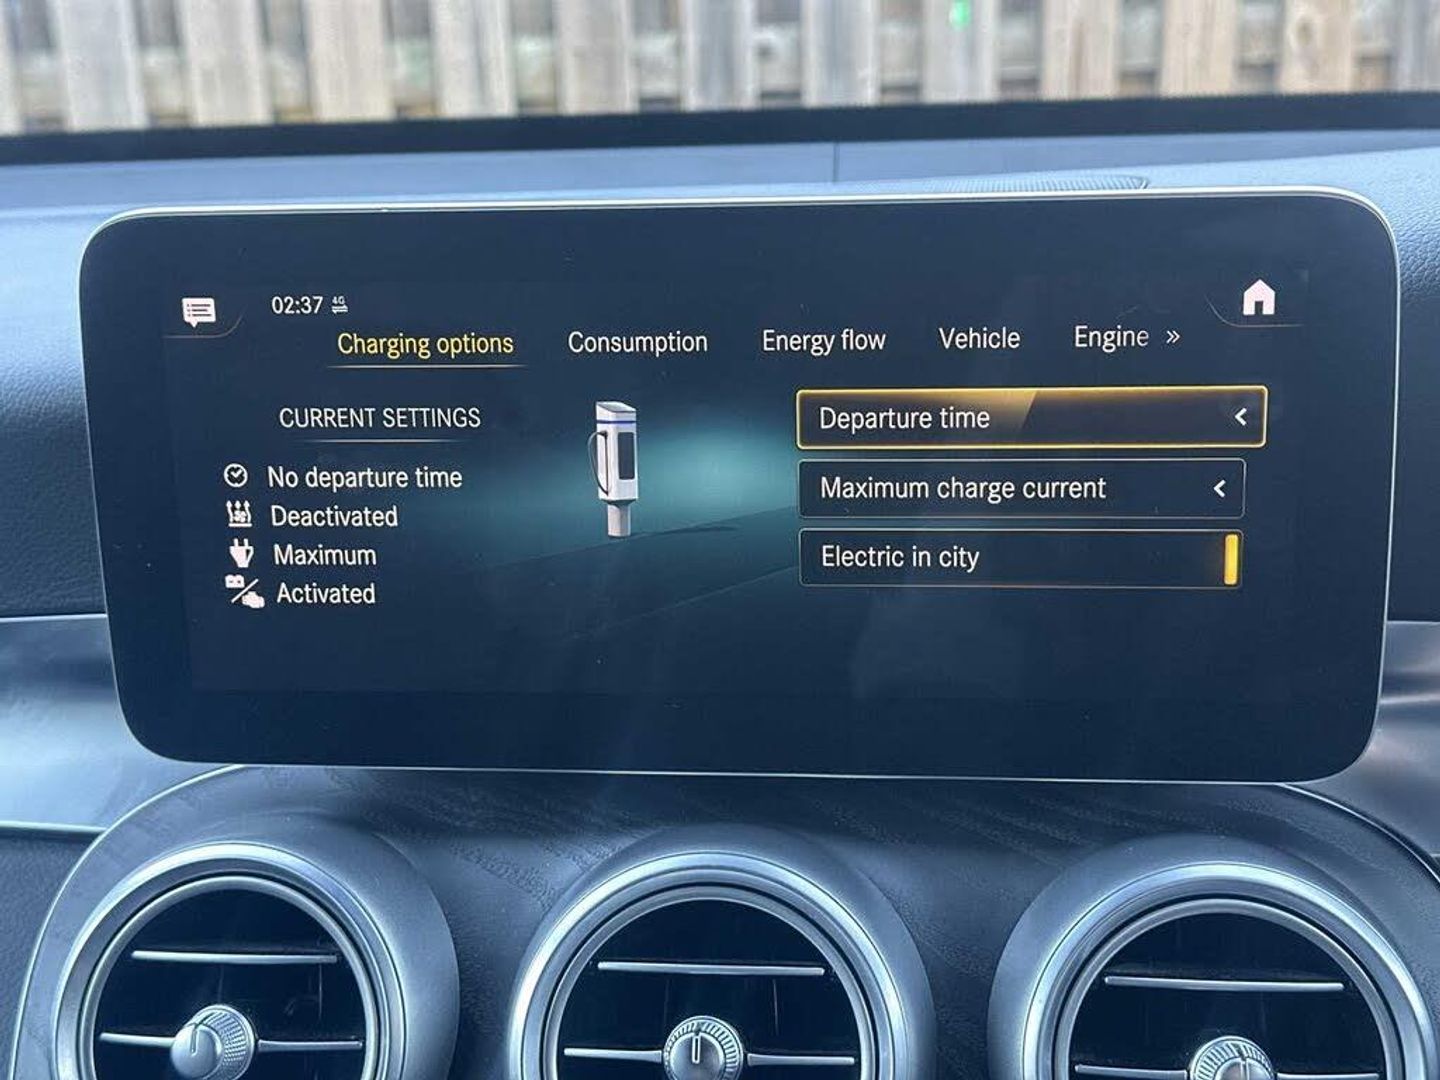 02:37 4G
Charging options Consumption Energy flow Vehicle Engine »
CURRENT SETTINGS
No departure time
Deactivated
Maximum
Activated
Departure time
Maximum charge current
Electric in city